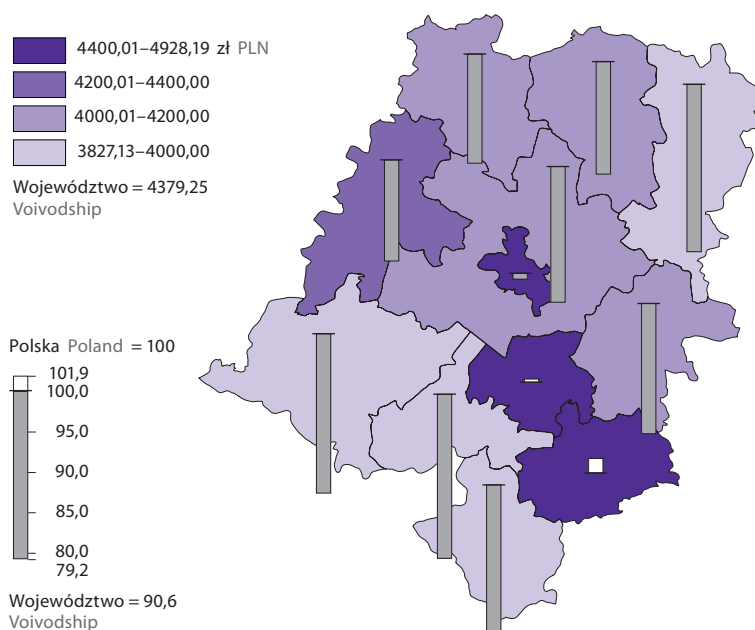 4400,01–4928,19 zł PLN
4200,01–4400,00
4000,01–4200,00
3827,13–4000,00
Województwo = 4379,25
Voivodship
Polska Poland = 100
101,9
100,0
95,0
90,0
85,0
80,0
79,2
Województwo = 90,6
Voivodship